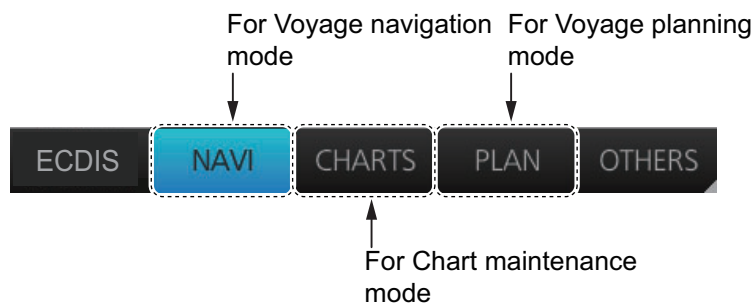 For Voyage navigation mode
For Voyage planning mode
ECDIS NAVI CHARTS PLAN OTHERS
For Chart maintenance
mode